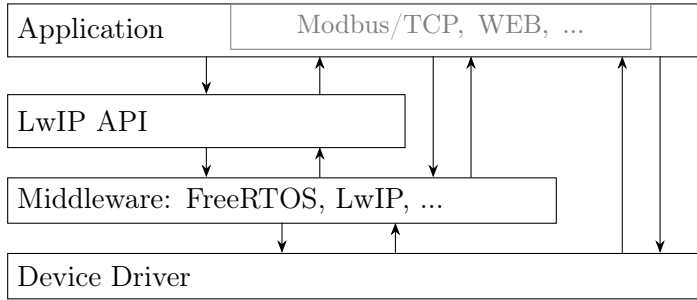 Application
Modbus/TCP, WEB, ...
LwIP API
Middleware: FreeRTOS, LwIP, ...
Device Driver